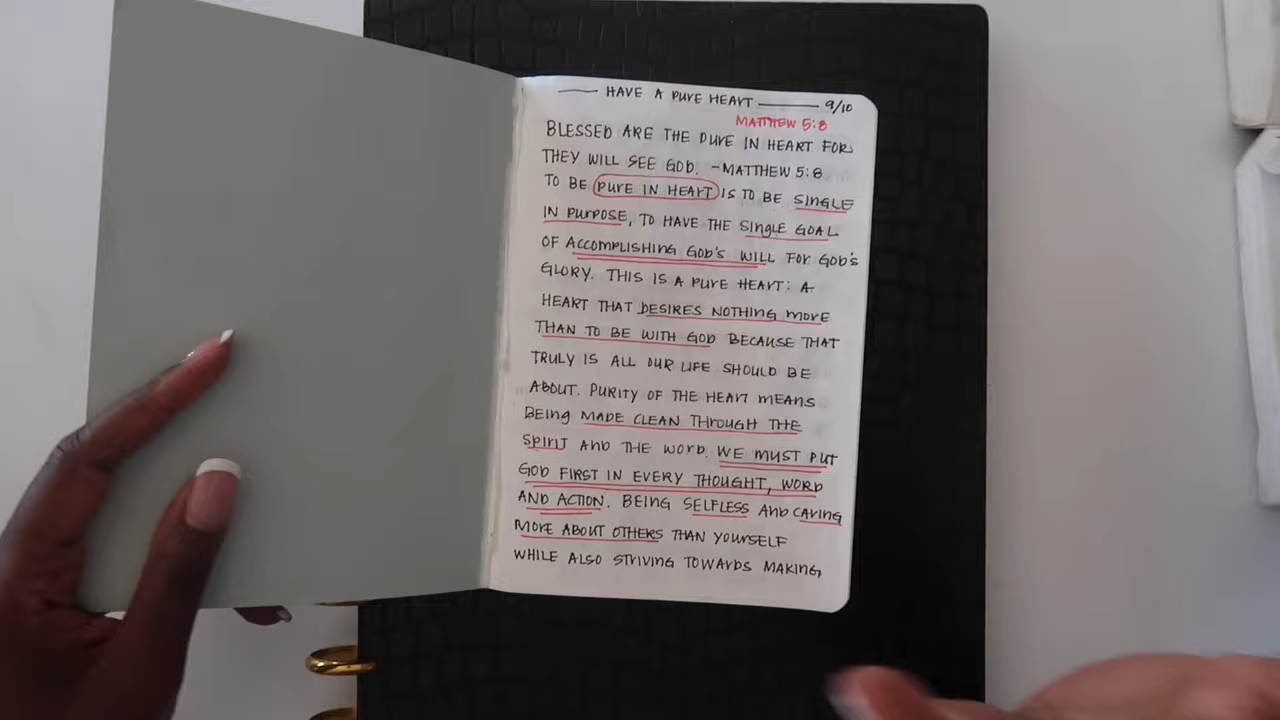 HAVE A PURE HEART 9/10
MATTHEW 5:8
BLESSED ARE THE PURE IN HEART FOR
THEY WILL SEE GOD. -MATTHEW 5:8
TO BE PURE IN HEART IS TO BE SINGLE
IN PURPOSE, TO HAVE THE SINGLE GOAL
OF ACCOMPLISHING GOD'S WILL FOR GOD'S
GLORY. THIS IS A PURE HEART: A
HEART THAT DESIRES NOTHING MORE
THAN TO BE WITH GOD BECAUSE THAT
TRULY IS ALL OUR LIFE SHOULD BE
ABOUT. PURITY OF THE HEART MEANS
BEING MADE CLEAN THROUGH THE
SPIRIT AND THE WORD. WE MUST PUT
GOD FIRST IN EVERY THOUGHT, WORD
AND ACTION. BEING SELFLESS AND CARING
MORE ABOUT OTHERS THAN YOURSELF
WHILE ALSO STRIVING TOWARDS MAKING